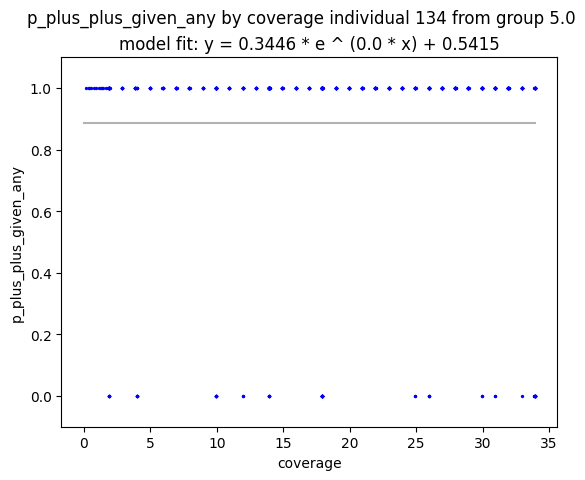 p_plus_plus_given_any by coverage individual 134 from group 5.0
model fit: y = 0.3446 * e ^ (0.0 * x) + 0.5415
1.0
0.8
0.6
0.4
0.2
0.0
p_plus_plus_given_any
0 5 10 15 20 25 30 35
coverage